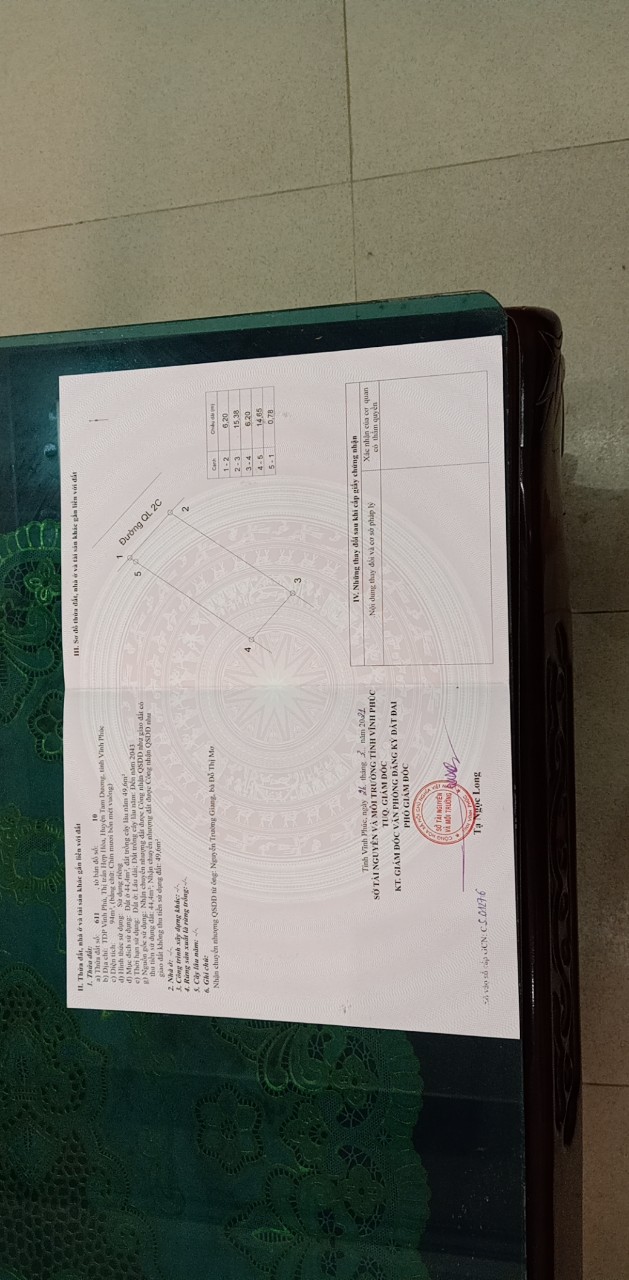 II. Thửa đất, nhà ở và tài sản khác gắn liền với đất
1. Thửa đất:
a) Thửa đất số: 611 , tờ bản đồ số: 10
b) Địa chỉ: TDP Vĩnh Phú, Thị trấn Hợp Hòa, Huyện Tam Dương, tỉnh Vĩnh Phúc
c) Diện tích: 94m², (bằng chữ: Chín mươi bốn mét vuông)
d) Hình thức sử dụng: Sử dụng riêng
đ) Mục đích sử dụng: Đất ở 44,4m², đất trồng cây lâu năm 49,6m²
e) Thời hạn sử dụng: Đất ở: Lâu dài; Đất trồng cây lâu năm: Đến năm 2043
g) Nguồn gốc sử dụng: Nhận chuyển nhượng đất được Công nhận QSDĐ như giao đất có
thu tiền sử dụng đất: 44,4m²; Nhận chuyển nhượng đất được Công nhận QSDĐ như
giao đất không thu tiền sử dụng đất: 49,6m²
2. Nhà ở: -/-
3. Công trình xây dựng khác: -/-
4. Rừng sản xuất là rừng trồng: -/-
5. Cây lâu năm: -/-
6. Ghi chú:
Nhận chuyển nhượng QSDĐ từ ông: Nguyễn Trường Giang, bà Đỗ Thị Mơ
Tỉnh Vĩnh Phúc, ngày 26 tháng 3 năm 2021
SỞ TÀI NGUYÊN VÀ MÔI TRƯỜNG TỈNH VĨNH PHÚC
TUQ. GIÁM ĐỐC
KT. GIÁM ĐỐC VĂN PHÒNG ĐĂNG KÝ ĐẤT ĐAI
PHÓ GIÁM ĐỐC
SỞ TÀI NGUYÊN
VÀ MÔI TRƯỜNG
Tạ Ngọc Long
Số vào sổ cấp GCN: CS 01276
III. Sơ đồ thửa đất, nhà ở và tài sản khác gắn liền với đất
1
5
Đường QL 2C
2
4
3
Cạnh Chiều dài (m)
1 - 2 6,20
2 - 3 15,38
3 - 4 6,20
4 - 5 14,65
5 - 1 0,78
IV. Những thay đổi sau khi cấp giấy chứng nhận
Nội dung thay đổi và cơ sở pháp lý
Xác nhận của cơ quan
có thẩm quyền